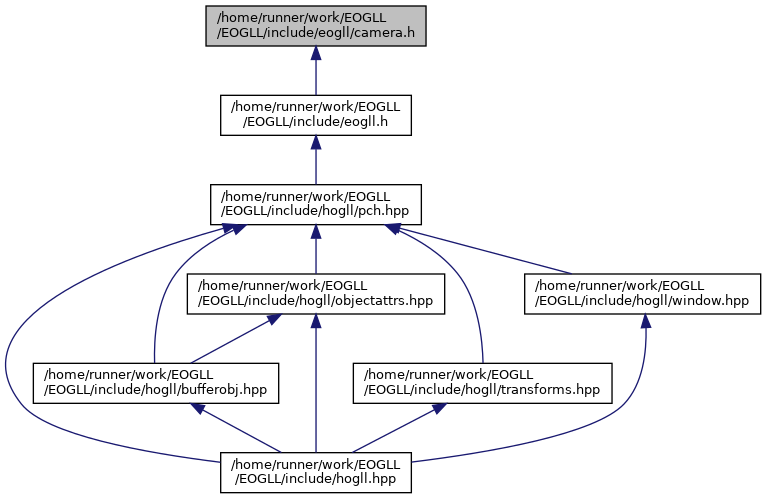 /home/runner/work/EOGLL
/EOGLL/include/eogll/camera.h
/home/runner/work/EOGLL
/EOGLL/include/eogll.h
/home/runner/work/EOGLL
/EOGLL/include/hogll/pch.hpp
/home/runner/work/EOGLL
/EOGLL/include/hogll/objectattrs.hpp
/home/runner/work/EOGLL
/EOGLL/include/hogll/window.hpp
/home/runner/work/EOGLL
/EOGLL/include/hogll/bufferobj.hpp
/home/runner/work/EOGLL
/EOGLL/include/hogll/transforms.hpp
/home/runner/work/EOGLL
/EOGLL/include/hogll.hpp